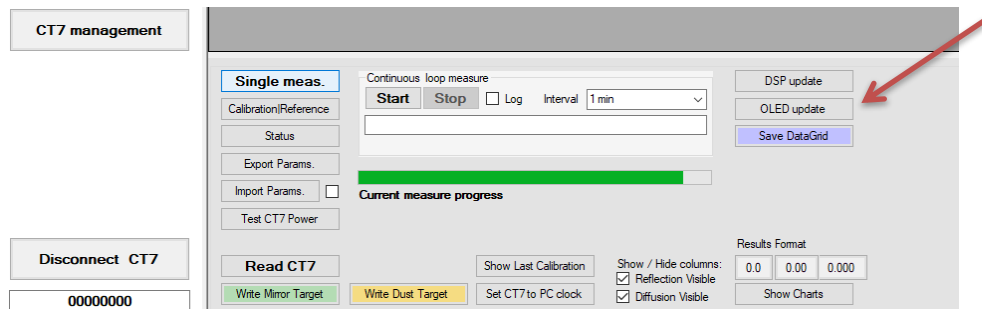 CT7 management
Single meas.
Calibration|Reference
Status
Export Params.
Import Params.
Test CT7 Power
Continuous loop measure
Start Stop Log Interval 1 min
Current measure progress
DSP update
OLED update
Save DataGrid
Disconnect CT7
00000000
Read CT7
Write Mirror Target
Write Dust Target
Show Last Calibration
Set CT7 to PC clock
Show / Hide columns:
Reflection Visible
Diffusion Visible
Results Format
0.0 0.00 0.000
Show Charts